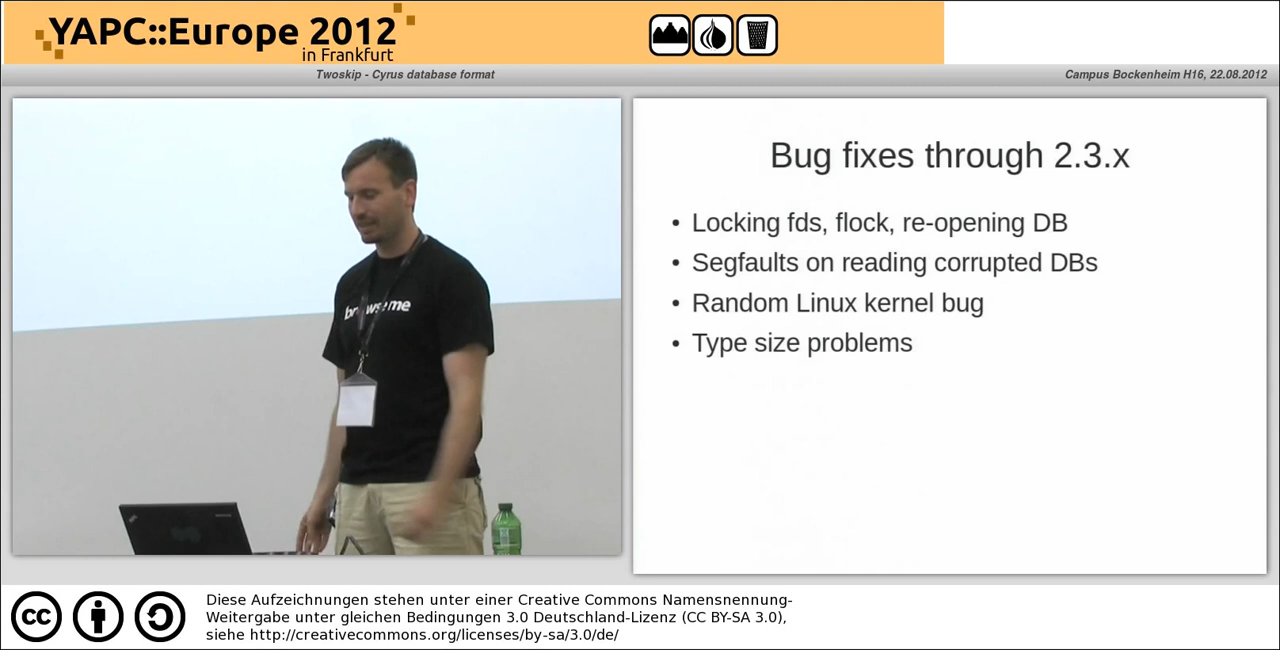 YAPC::Europe 2012
in Frankfurt
Twoskip - Cyrus database format
Campus Bockenheim H16, 22.08.2012
me
Bug fixes through 2.3.x
• Locking fds, flock, re-opening DB
• Segfaults on reading corrupted DBs
• Random Linux kernel bug
• Type size problems
cc
Diese Aufzeichnungen stehen unter einer Creative Commons Namensnennung-
Weitergabe unter gleichen Bedingungen 3.0 Deutschland-Lizenz (CC BY-SA 3.0),
siehe http://creativecommons.org/licenses/by-sa/3.0/de/